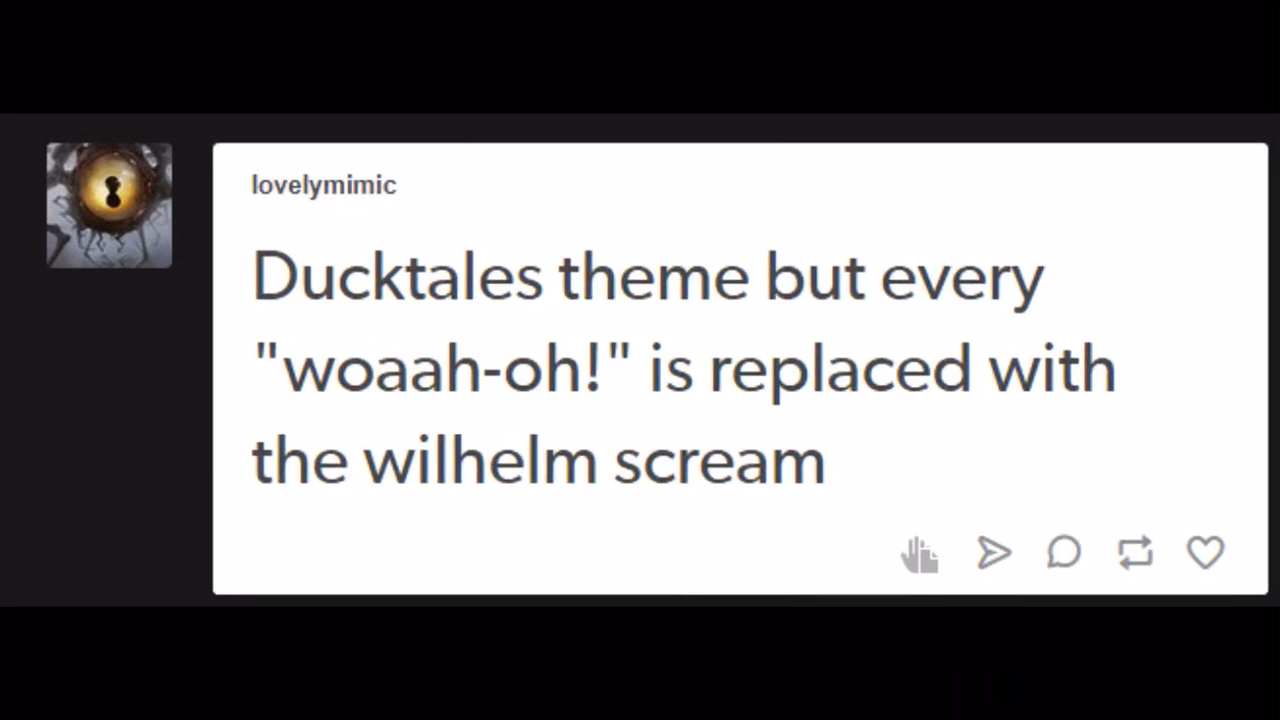 lovelymimic
Ducktales theme but every
"woaah-oh!" is replaced with
the wilhelm scream